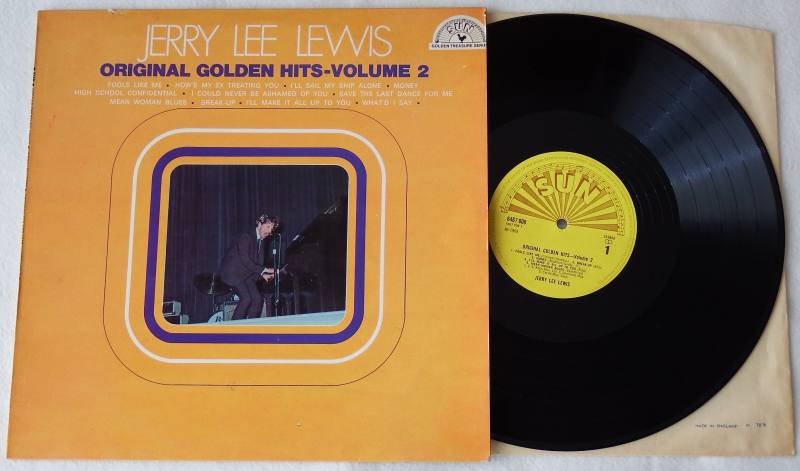 JERRY LEE LEWIS
SUN
GOLDEN TREASURE SERIES
ORIGINAL GOLDEN HITS-VOLUME 2
FOOLS LIKE ME • HOW'S MY EX TREATING YOU • I'LL SAIL MY SHIP ALONE • MONEY
HIGH SCHOOL CONFIDENTIAL • I COULD NEVER BE ASHAMED OF YOU • SAVE THE LAST DANCE FOR ME
MEAN WOMAN BLUES • BREAK-UP • I'LL MAKE IT ALL UP TO YOU • WHAT'D I SAY •
SUN
6467 008
1
ORIGINAL GOLDEN HITS—Volume 2
JERRY LEE LEWIS
MADE IN ENGLAND